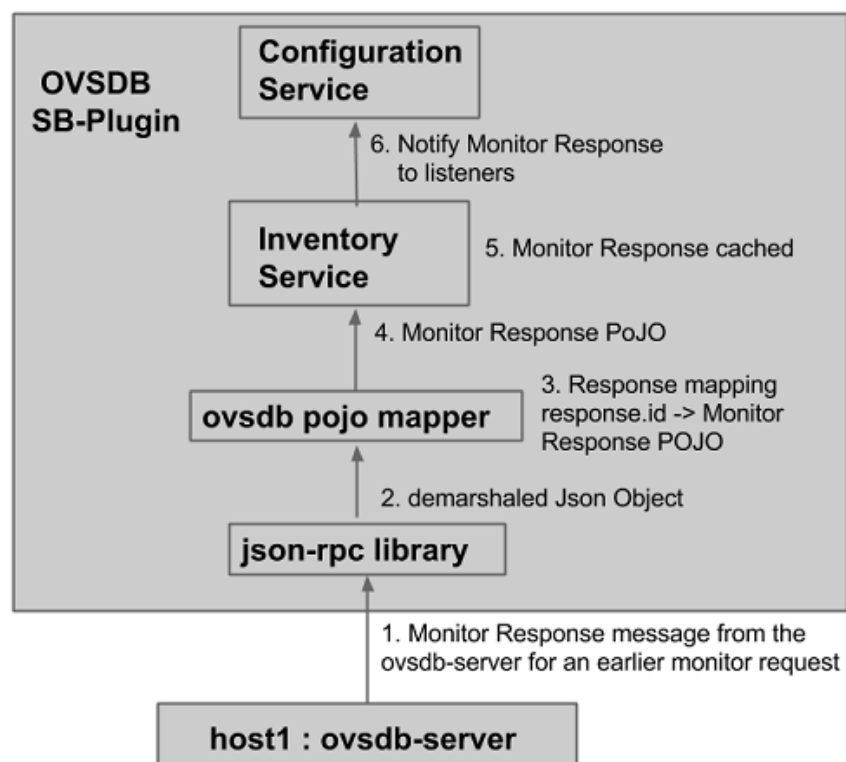 Configuration
Service
OVSDB
SB-Plugin
6. Notify Monitor Response
to listeners
Inventory
Service
5. Monitor Response cached
4. Monitor Response PoJO
3. Response mapping
response.id -> Monitor
Response POJO
ovsdb pojo mapper
2. demarshaled Json Object
json-rpc library
1. Monitor Response message from the
ovsdb-server for an earlier monitor request
host1 : ovsdb-server